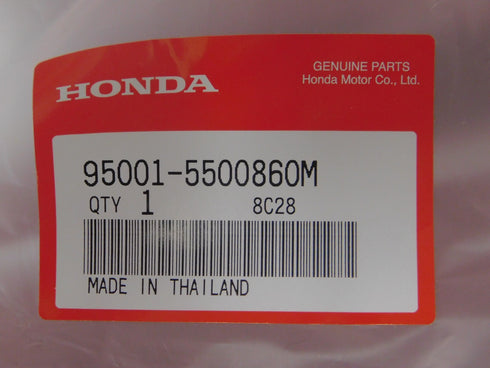 HONDA
GENUINE PARTS
Honda Motor Co., Ltd.
95001-5500860M
QTY 1 8C28
MADE IN THAILAND